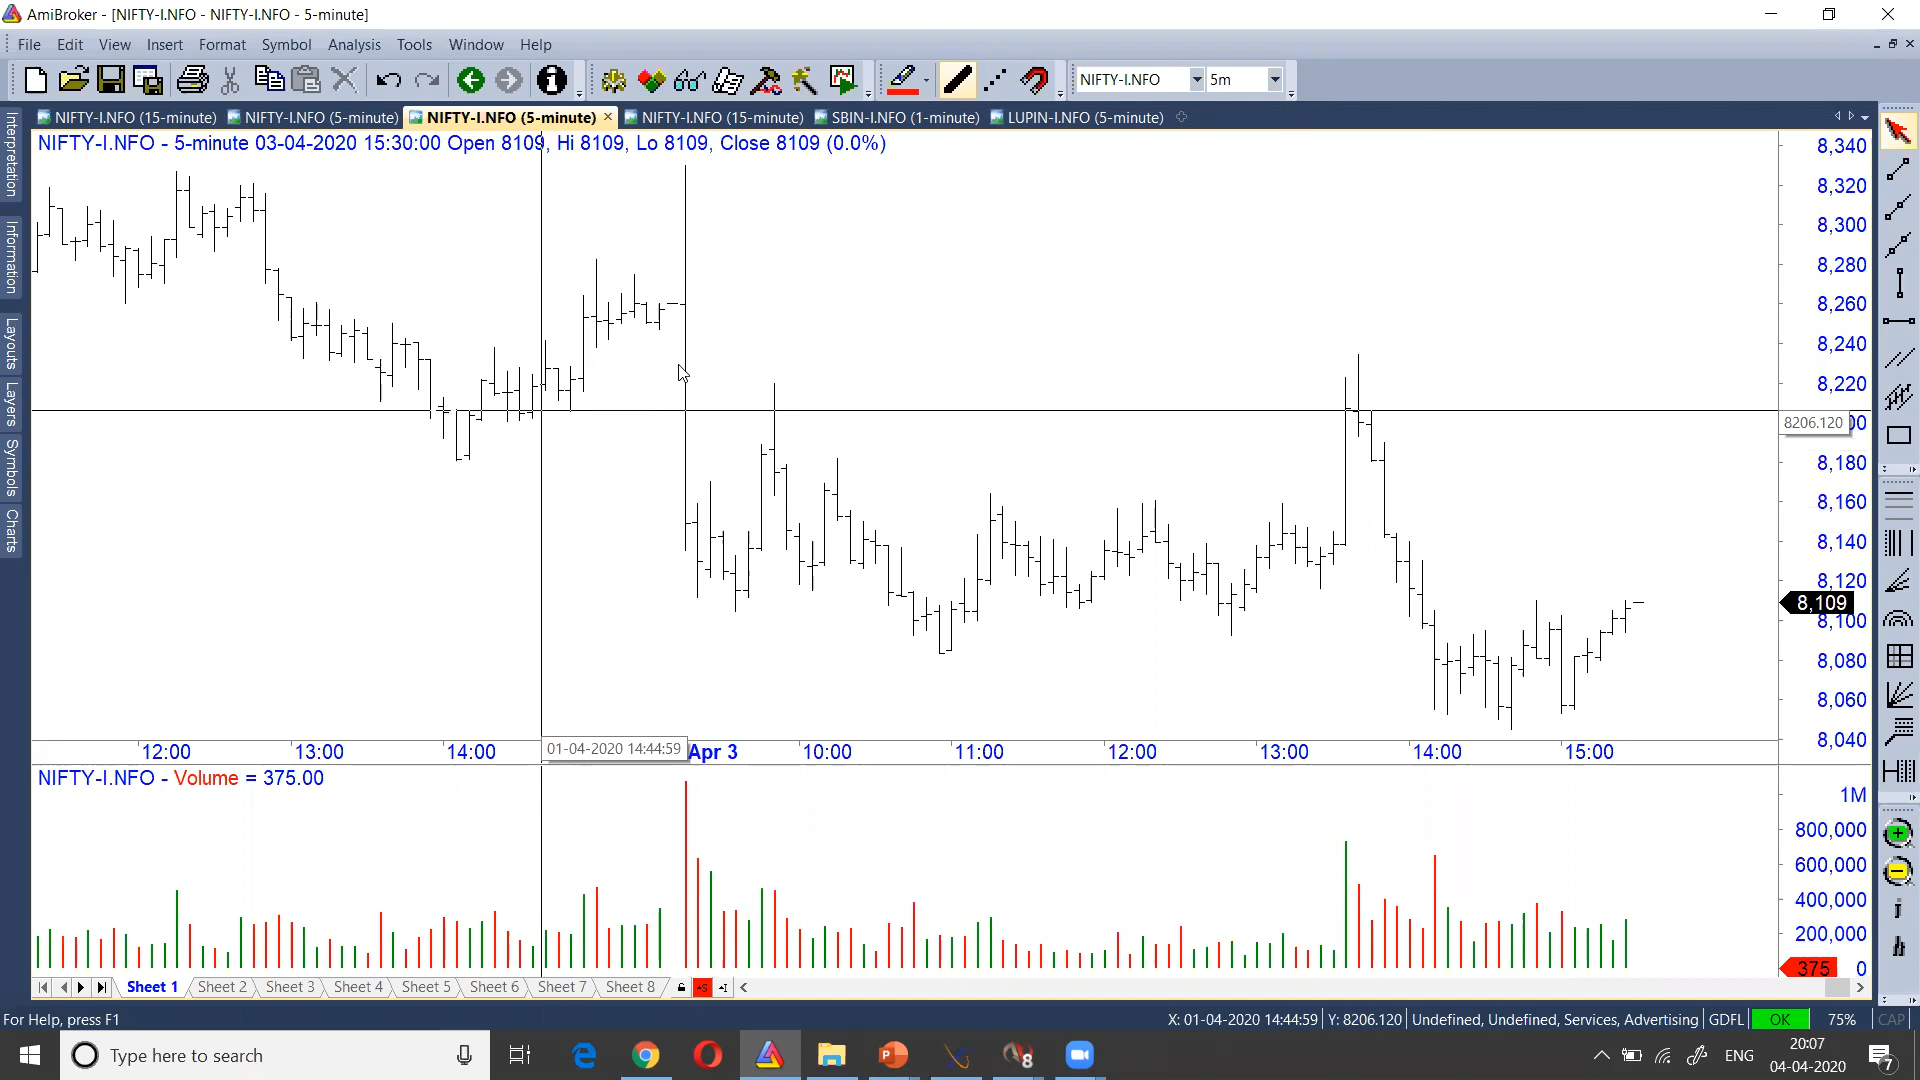 AmiBroker - [NIFTY-I.NFO - NIFTY-I.NFO - 5-minute]
File Edit View Insert Format Symbol Analysis Tools Window Help
NIFTY-I.NFO 5m
NIFTY-I.NFO (15-minute) NIFTY-I.NFO (5-minute) NIFTY-I.NFO (5-minute) NIFTY-I.NFO (15-minute) SBIN-I.NFO (1-minute) LUPIN-I.NFO (5-minute)
NIFTY-I.NFO - 5-minute 03-04-2020 15:30:00 Open 8109, Hi 8109, Lo 8109, Close 8109 (0.0%)
Interpretation
Information
Layouts
Layers
Symbols
Charts
8,340
8,320
8,300
8,280
8,260
8,240
8,220
8206.120
8,180
8,160
8,140
8,120
8,109
8,100
8,080
8,060
8,040
12:00 13:00 14:00 01-04-2020 14:44:59 Apr 3 10:00 11:00 12:00 13:00 14:00 15:00
NIFTY-I.NFO - Volume = 375.00
1M
800,000
600,000
400,000
200,000
375 0
Sheet 1 Sheet 2 Sheet 3 Sheet 4 Sheet 5 Sheet 6 Sheet 7 Sheet 8
For Help, press F1 X: 01-04-2020 14:44:59 Y: 8206.120 Undefined, Undefined, Services, Advertising GDFL OK 75% CAP
Type here to search
ENG
20:07
04-04-2020
7